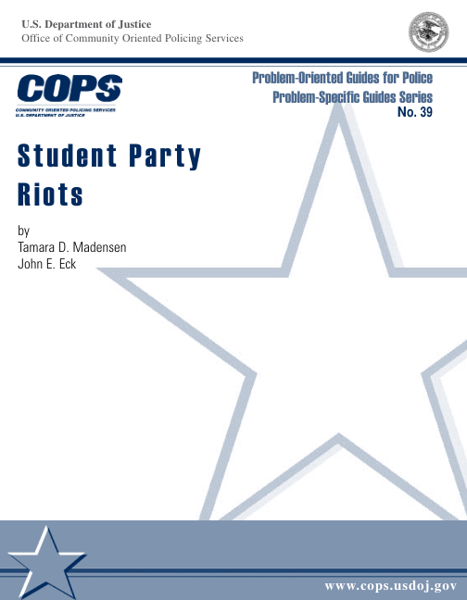 U.S. Department of Justice
Office of Community Oriented Policing Services
COPS
COMMUNITY ORIENTED POLICING SERVICES
U.S. DEPARTMENT OF JUSTICE
Problem-Oriented Guides for Police
Problem-Specific Guides Series
No. 39
Student Party
Riots
by
Tamara D. Madensen
John E. Eck
www.cops.usdoj.gov